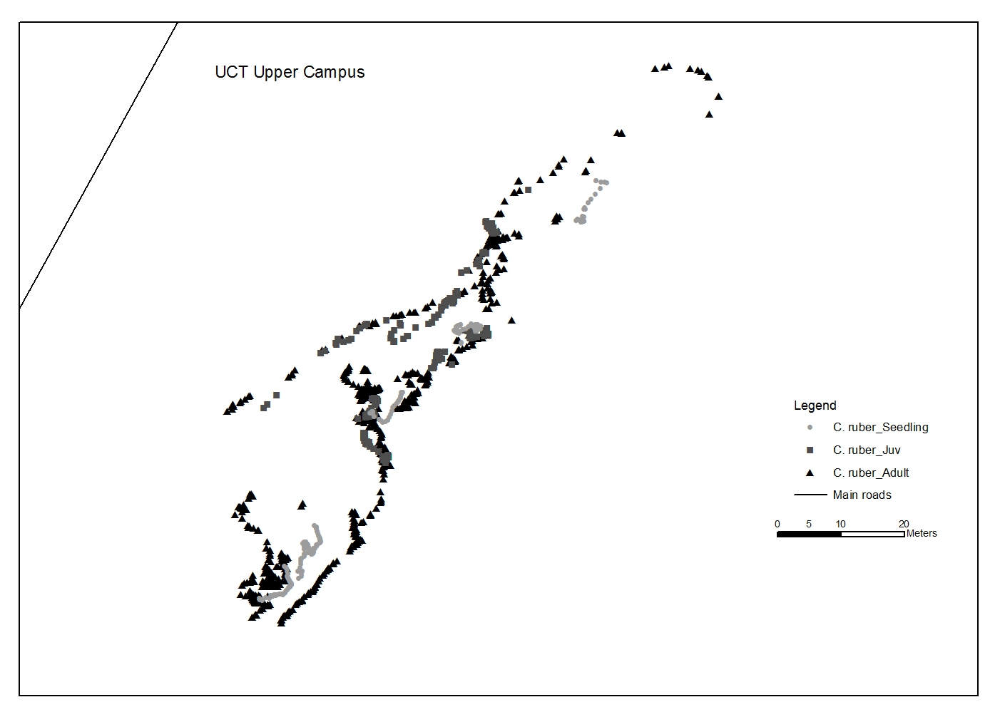 UCT Upper Campus
Legend
C. ruber_Seedling
C. ruber_Juv
C. ruber_Adult
Main roads
0 5 10 20
Meters